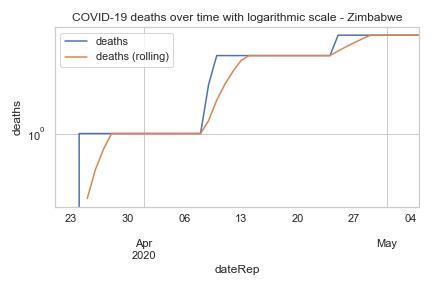 COVID-19 deaths over time with logarithmic scale - Zimbabwe
deaths
deaths (rolling)
deaths
10⁰
23 30 06 13 20 27 04
Apr May
2020
dateRep